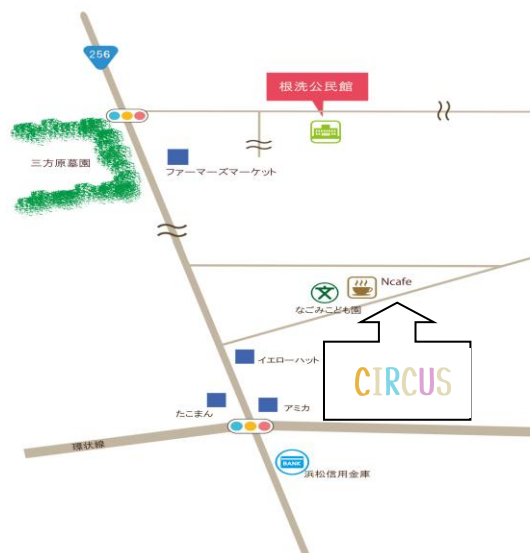 256
根洗公民館
三方原墓園
ファーマーズマーケット
Ncafe
なごみこども園
イエローハット
CIRCUS
たこまん
アミカ
環状線
BANK
浜松信用金庫